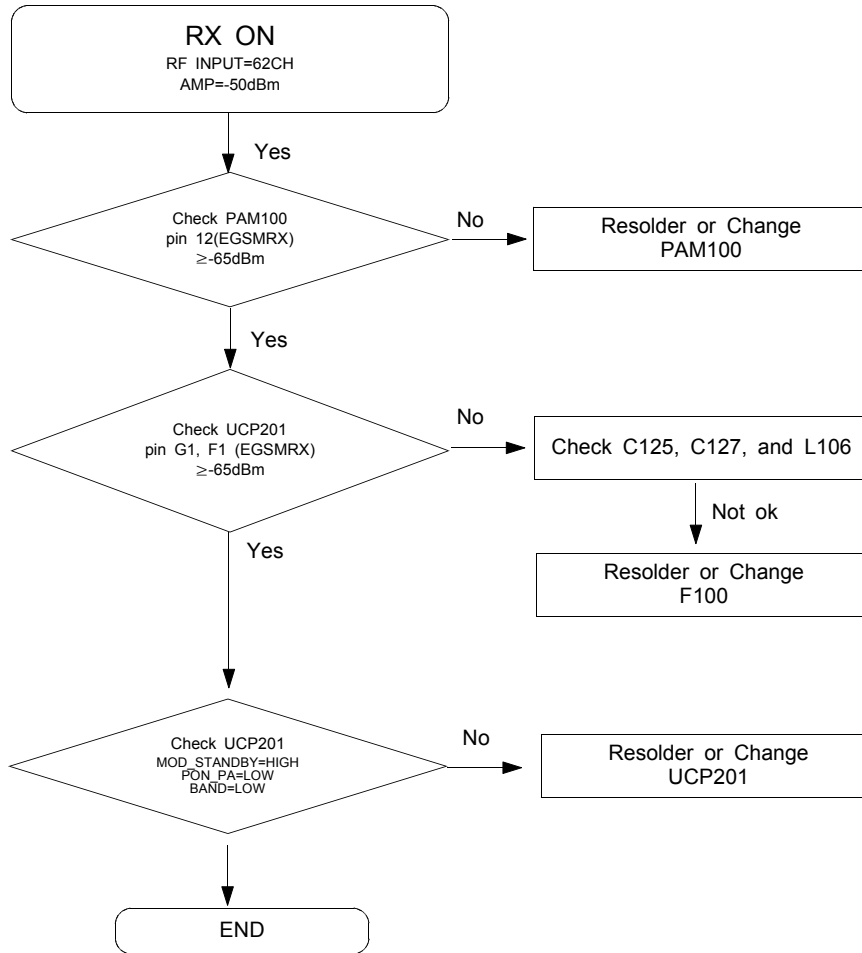 RX ON
RF INPUT=62CH
AMP=-50dBm
Yes
Check PAM100
pin 12(EGSMRX)
≥-65dBm
No
Resolder or Change
PAM100
Yes
Check UCP201
pin G1, F1 (EGSMRX)
≥-65dBm
No
Check C125, C127, and L106
Not ok
Resolder or Change
F100
Yes
Check UCP201
MOD_STANDBY=HIGH
PON_PA=LOW
BAND=LOW
No
Resolder or Change
UCP201
END